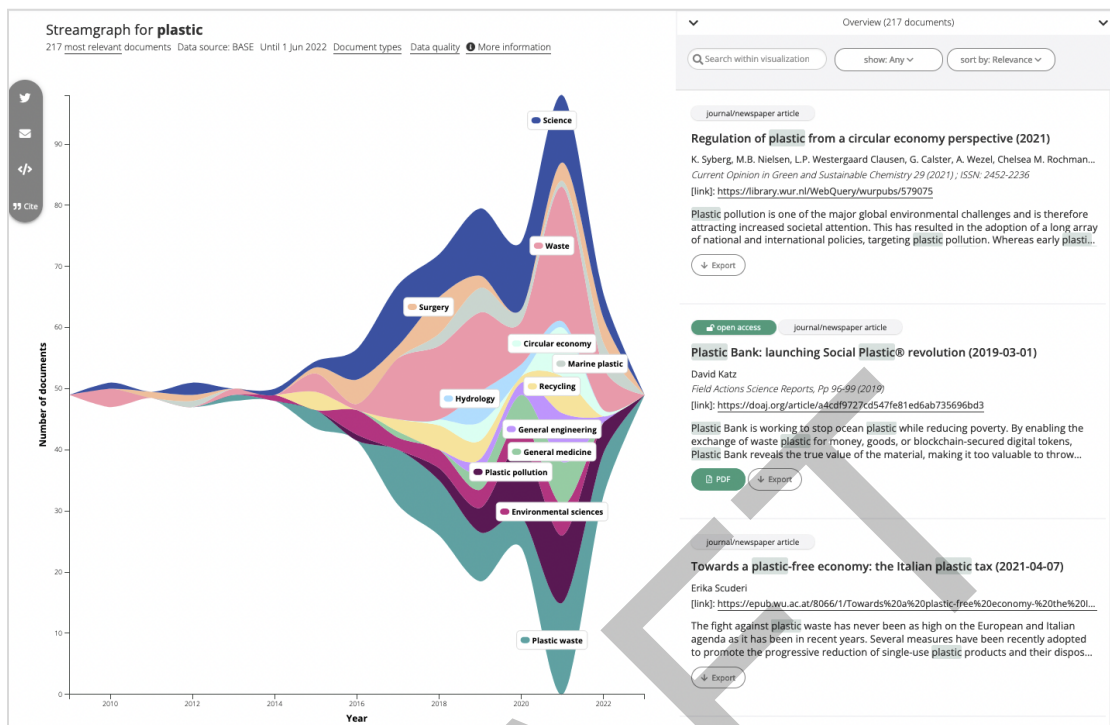 Streamgraph for plastic
217 most relevant documents Data source: BASE Until 1 Jun 2022 Document types Data quality More information
Cite
Number of documents
90
80
70
60
50
40
30
20
10
0
2010
2012
2014
2016
2018
2020
2022
Year
Science
Waste
Surgery
Circular economy
Marine plastic
Recycling
Hydrology
General engineering
General medicine
Plastic pollution
Environmental sciences
Plastic waste
Overview (217 documents)
Search within visualization
show: Any
sort by: Relevance
journal/newspaper article
Regulation of plastic from a circular economy perspective (2021)
K. Syberg, M.B. Nielsen, L.P. Westergaard Clausen, G. Calster, A. Wezel, Chelsea M. Rochman...
Current Opinion in Green and Sustainable Chemistry 29 (2021) ; ISSN: 2452-2236
[link]: https://library.wur.nl/WebQuery/wurpubs/579075
Plastic pollution is one of the major global environmental challenges and is therefore
attracting increased societal attention. This has resulted in the adoption of a long array
of national and international policies, targeting plastic pollution. Whereas early plasti...
Export
open access journal/newspaper article
Plastic Bank: launching Social Plastic® revolution (2019-03-01)
David Katz
Field Actions Science Reports, Pp 96-99 (2019)
[link]: https://doaj.org/article/a4cdf9727cd547fe81ed6ab735696bd3
Plastic Bank is working to stop ocean plastic while reducing poverty. By enabling the
exchange of waste plastic for money, goods, or blockchain-secured digital tokens,
Plastic Bank reveals the true value of the material, making it too valuable to throw...
PDF Export
journal/newspaper article
Towards a plastic-free economy: the Italian plastic tax (2021-04-07)
Erika Scuderi
[link]: https://epub.wu.ac.at/8066/1/Towards%20a%20plastic-free%20economy-%20the%20I...
The fight against plastic waste has never been as high on the European and Italian
agenda as it has been in recent years. Several measures have been recently adopted
to promote the progressive reduction of single-use plastic products and their dispos...
Export